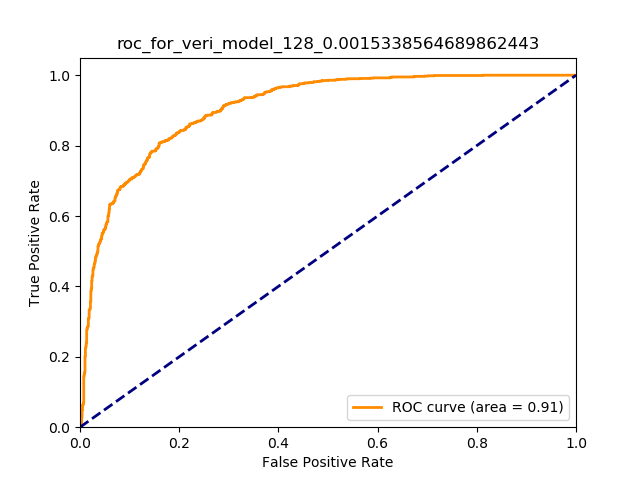 roc_for_veri_model_128_0.0015338564689862443
1.0
0.8
0.6
0.4
0.2
0.0
True Positive Rate
ROC curve (area = 0.91)
0.0 0.2 0.4 0.6 0.8 1.0
False Positive Rate